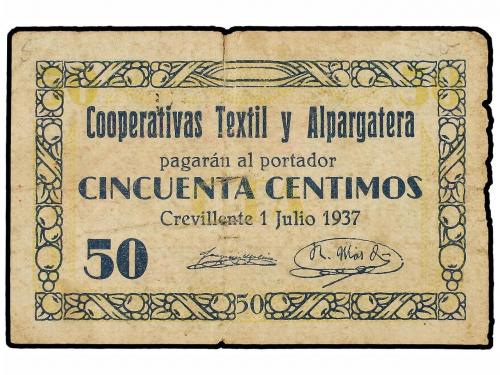 Cooperativas Textil y Alpargatera
pagarán al portador
CINCUENTA CENTIMOS
Crevillente 1 Julio 1937
50
50